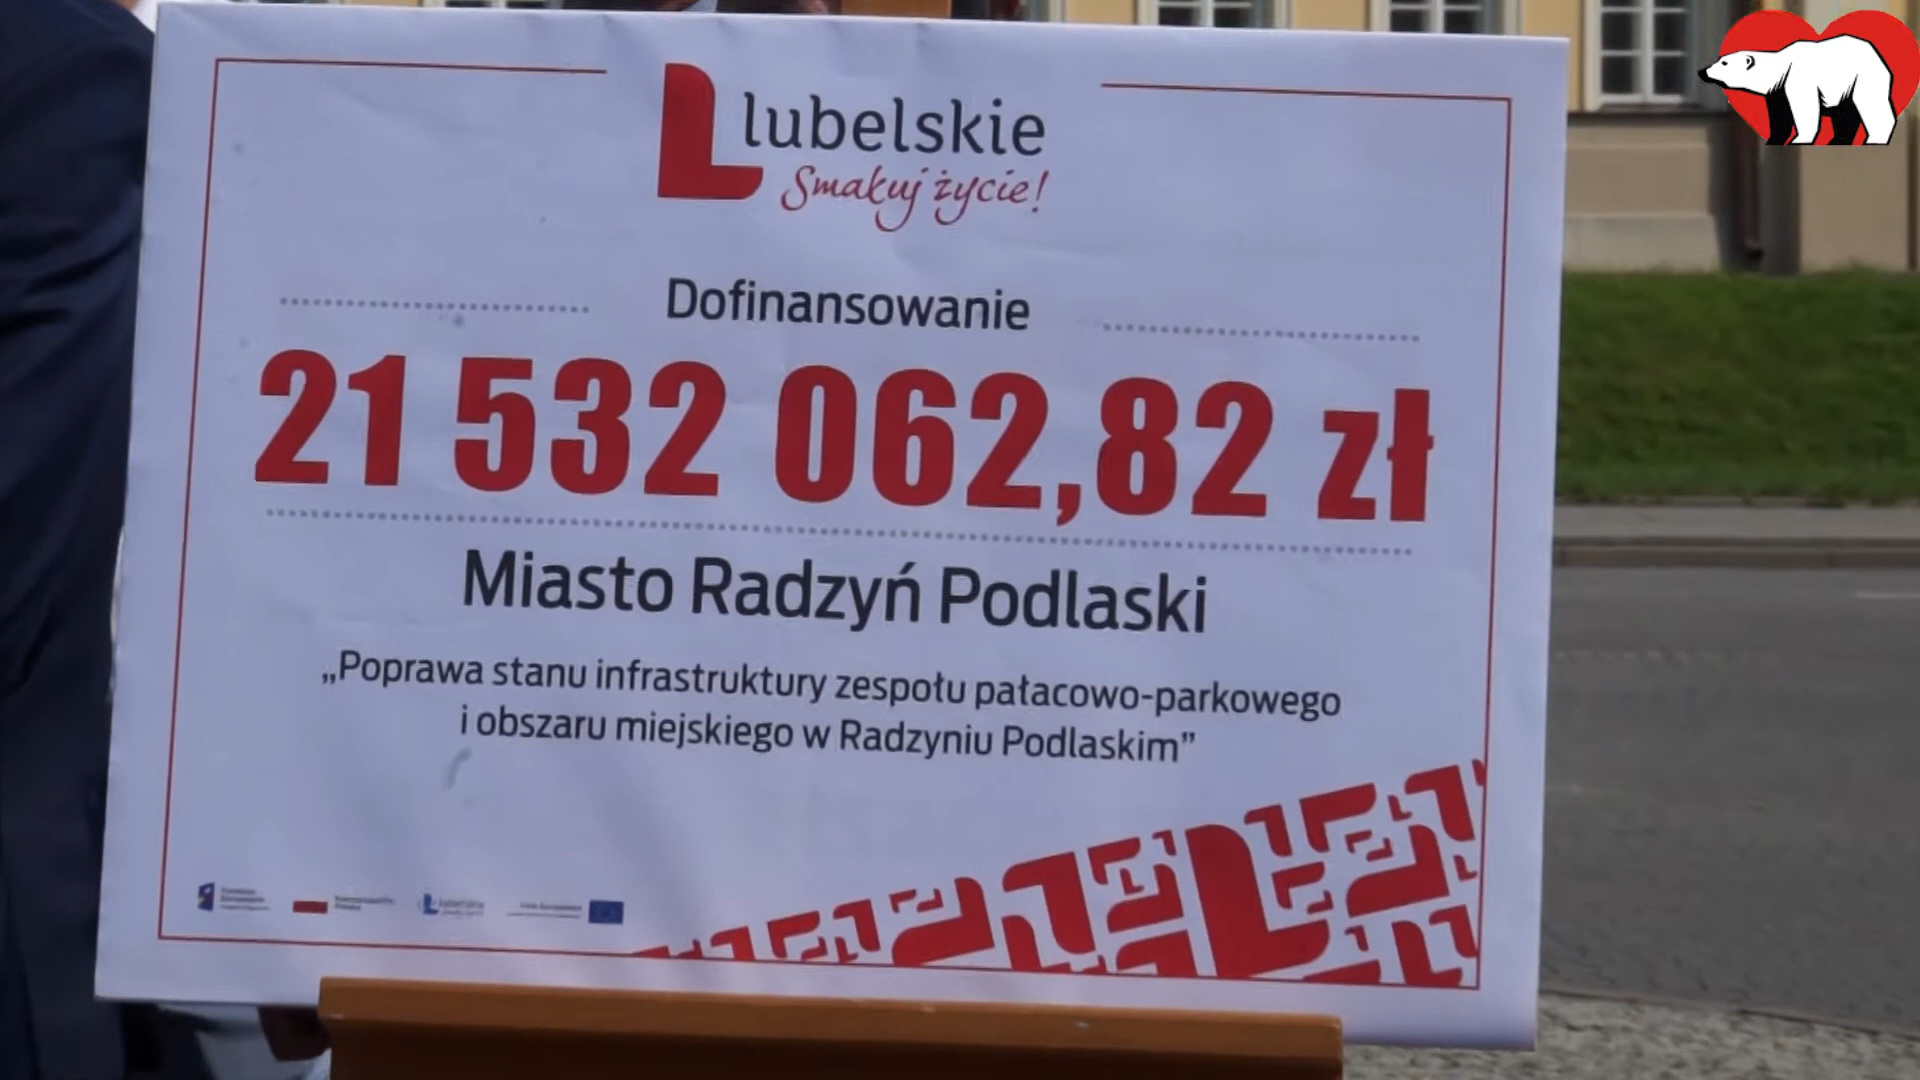 Lubelskie
Smakuj życie!
Dofinansowanie
21 532 062,82 zł
Miasto Radzyń Podlaski
„Poprawa stanu infrastruktury zespołu pałacowo-parkowego
i obszaru miejskiego w Radzyniu Podlaskim”